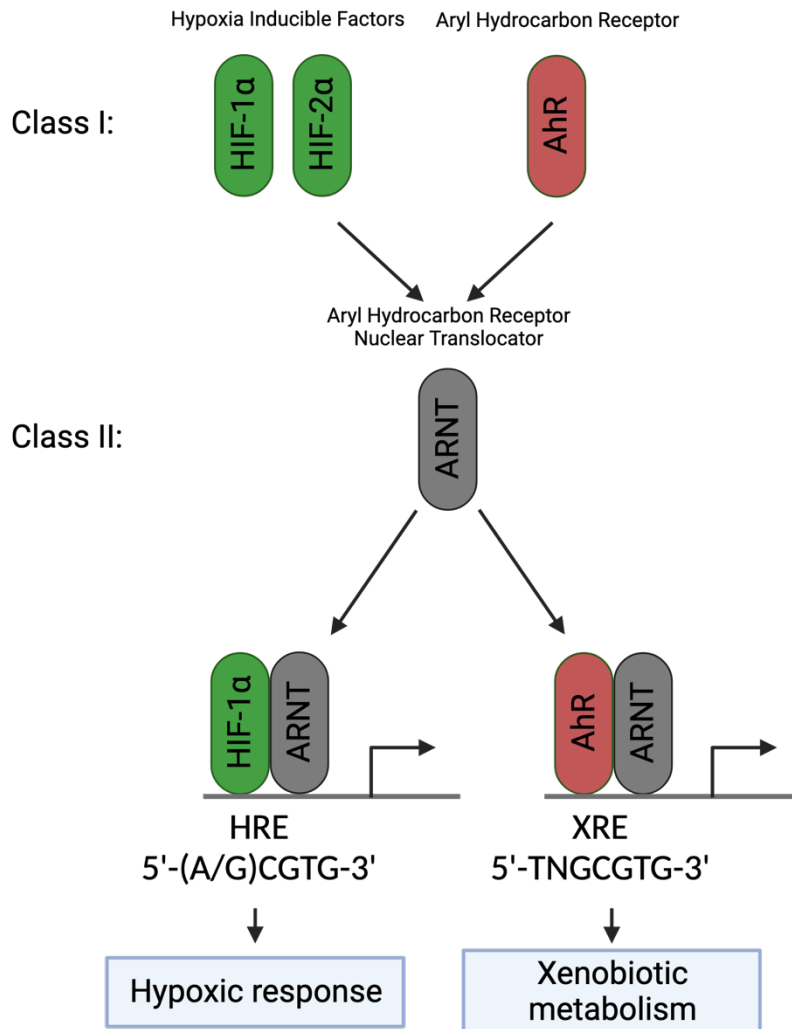 Hypoxia Inducible Factors
Aryl Hydrocarbon Receptor
Class I:
HIF-1α
HIF-2α
AhR
Aryl Hydrocarbon Receptor
Nuclear Translocator
Class II:
ARNT
HIF-1α
ARNT
AhR
ARNT
HRE
5'-(A/G)CGTG-3'
XRE
5'-TNGCGTG-3'
Hypoxic response
Xenobiotic
metabolism